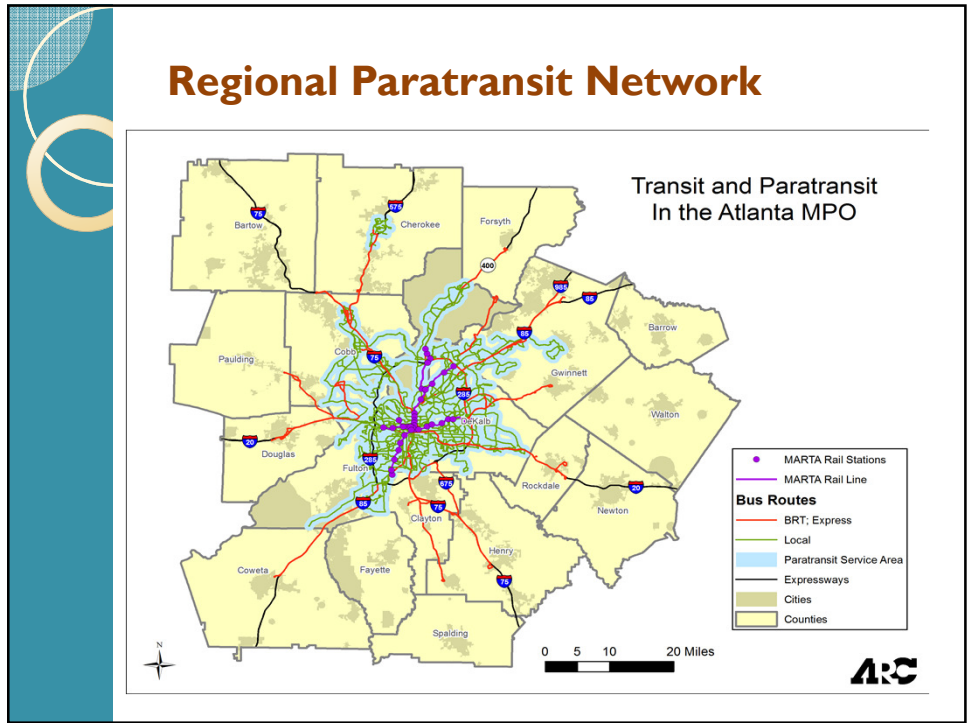 Regional Paratransit Network
Transit and Paratransit
In the Atlanta MPO
75
Bartow
575
Cherokee
Forsyth
400
985
85
Barrow
Paulding
Cobb
75
85
Gwinnett
285
Walton
DeKalb
20
Douglas
Fulton
285
675
Rockdale
20
Newton
85
75
Clayton
Henry
Coweta
Fayette
75
Spalding
MARTA Rail Stations
MARTA Rail Line
Bus Routes
BRT; Express
Local
Paratransit Service Area
Expressways
Cities
Counties
N
0 5 10 20 Miles
ARC